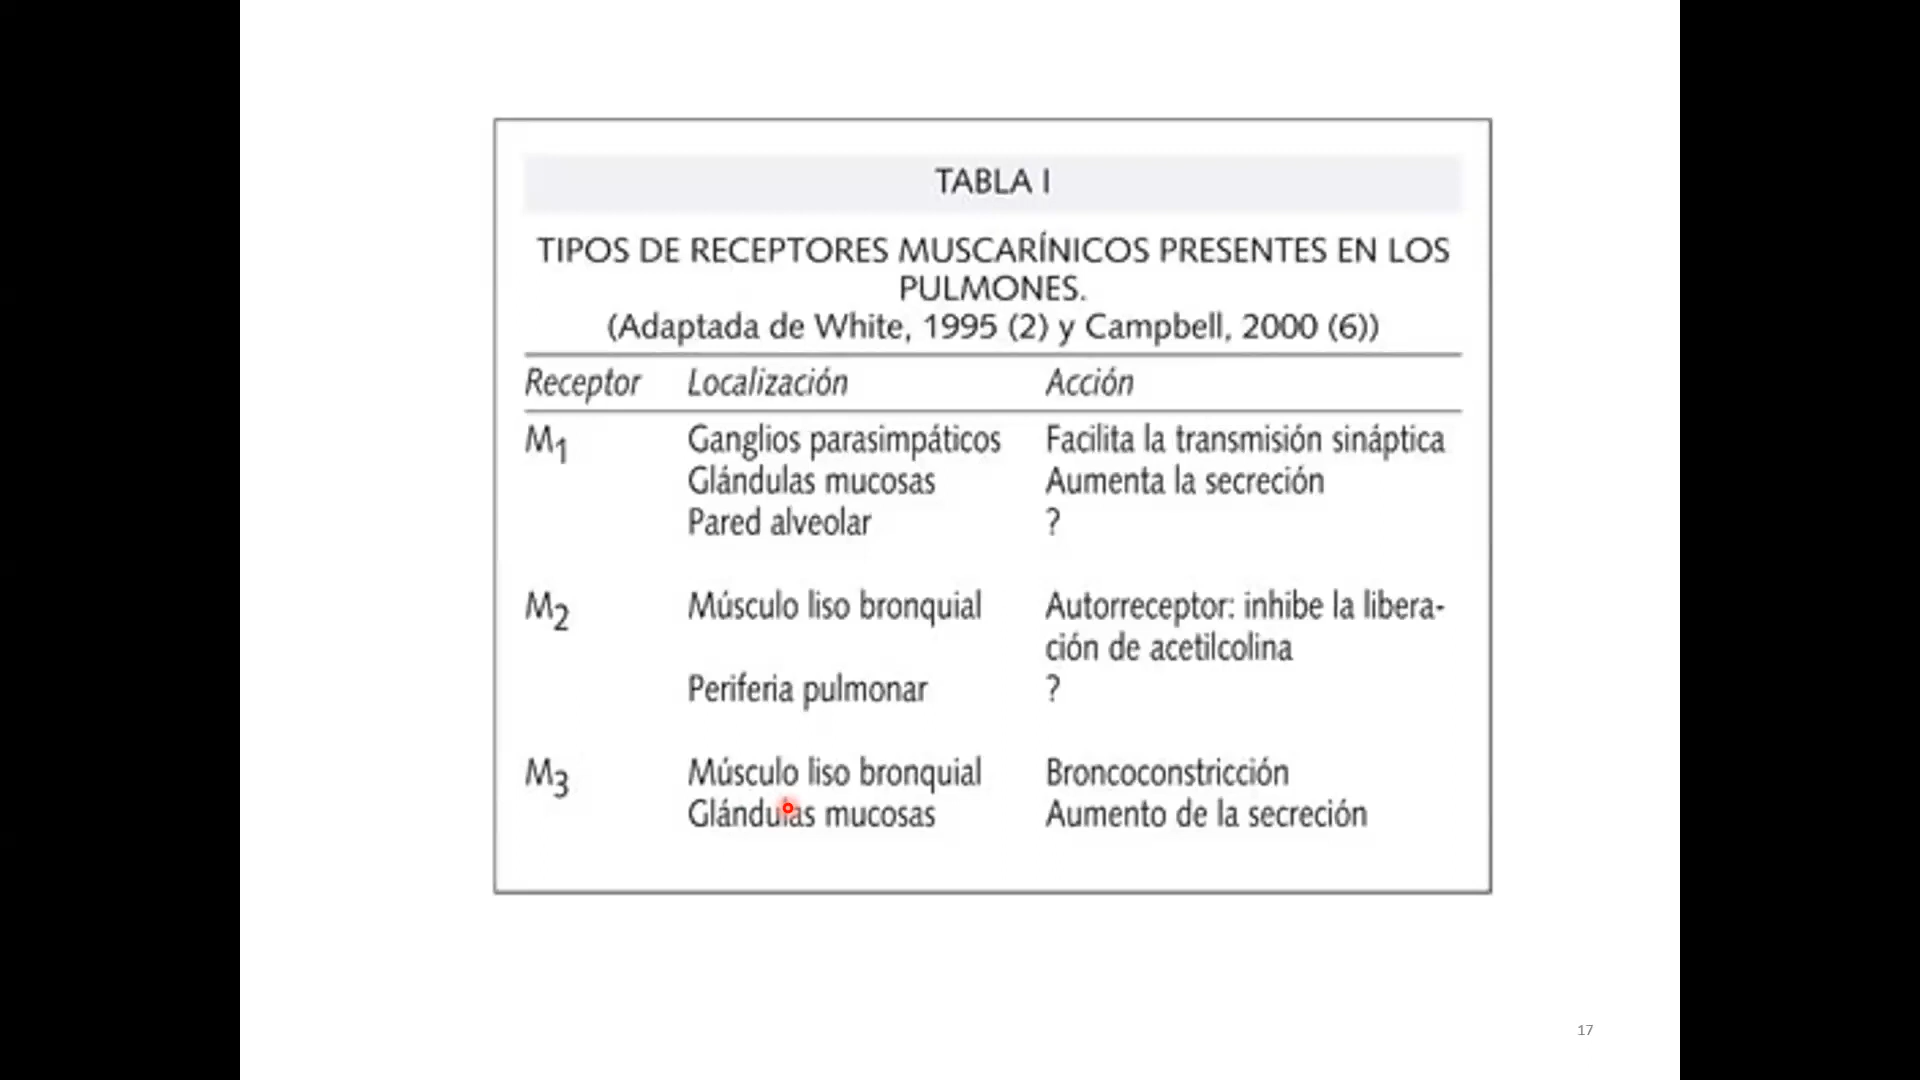 TABLA I
TIPOS DE RECEPTORES MUSCARÍNICOS PRESENTES EN LOS
PULMONES.
(Adaptada de White, 1995 (2) y Campbell, 2000 (6))
Receptor Localización Acción
M1 Ganglios parasimpáticos Facilita la transmisión sináptica
Glándulas mucosas Aumenta la secreción
Pared alveolar ?
M2 Músculo liso bronquial Autorreceptor: inhibe la libera-
ción de acetilcolina
Periferia pulmonar ?
M3 Músculo liso bronquial Broncoconstricción
Glándulas mucosas Aumento de la secreción
17